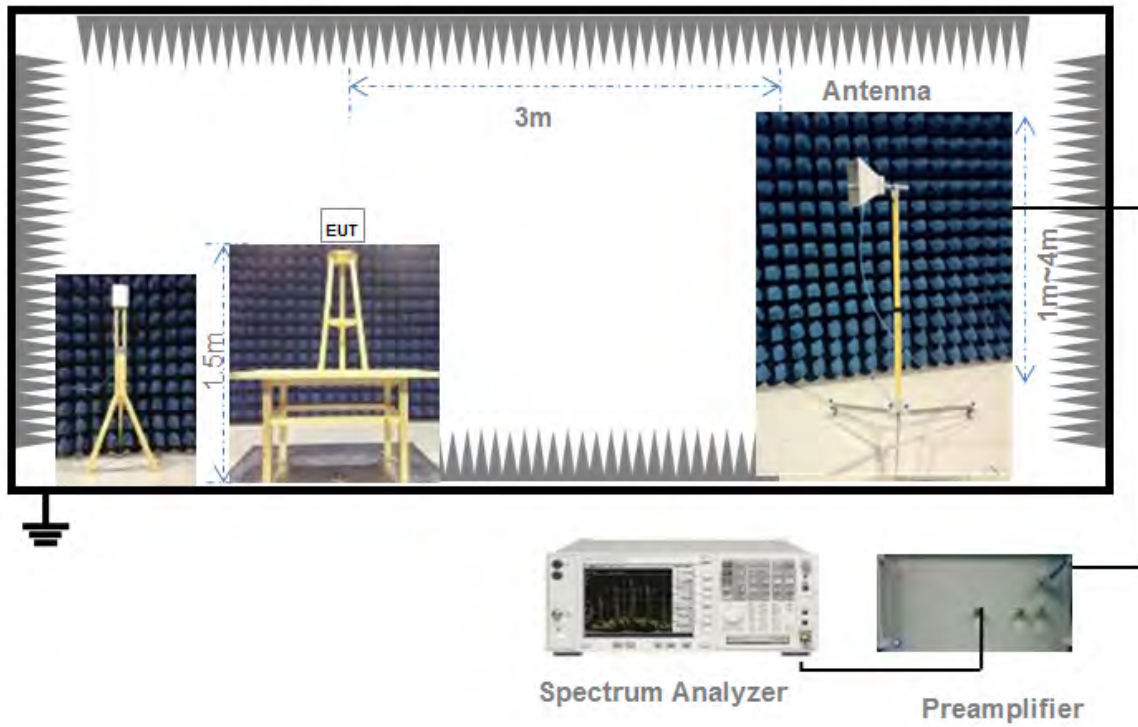 Antenna
3m
EUT
1.5m
1m~4m
Spectrum Analyzer
Preamplifier